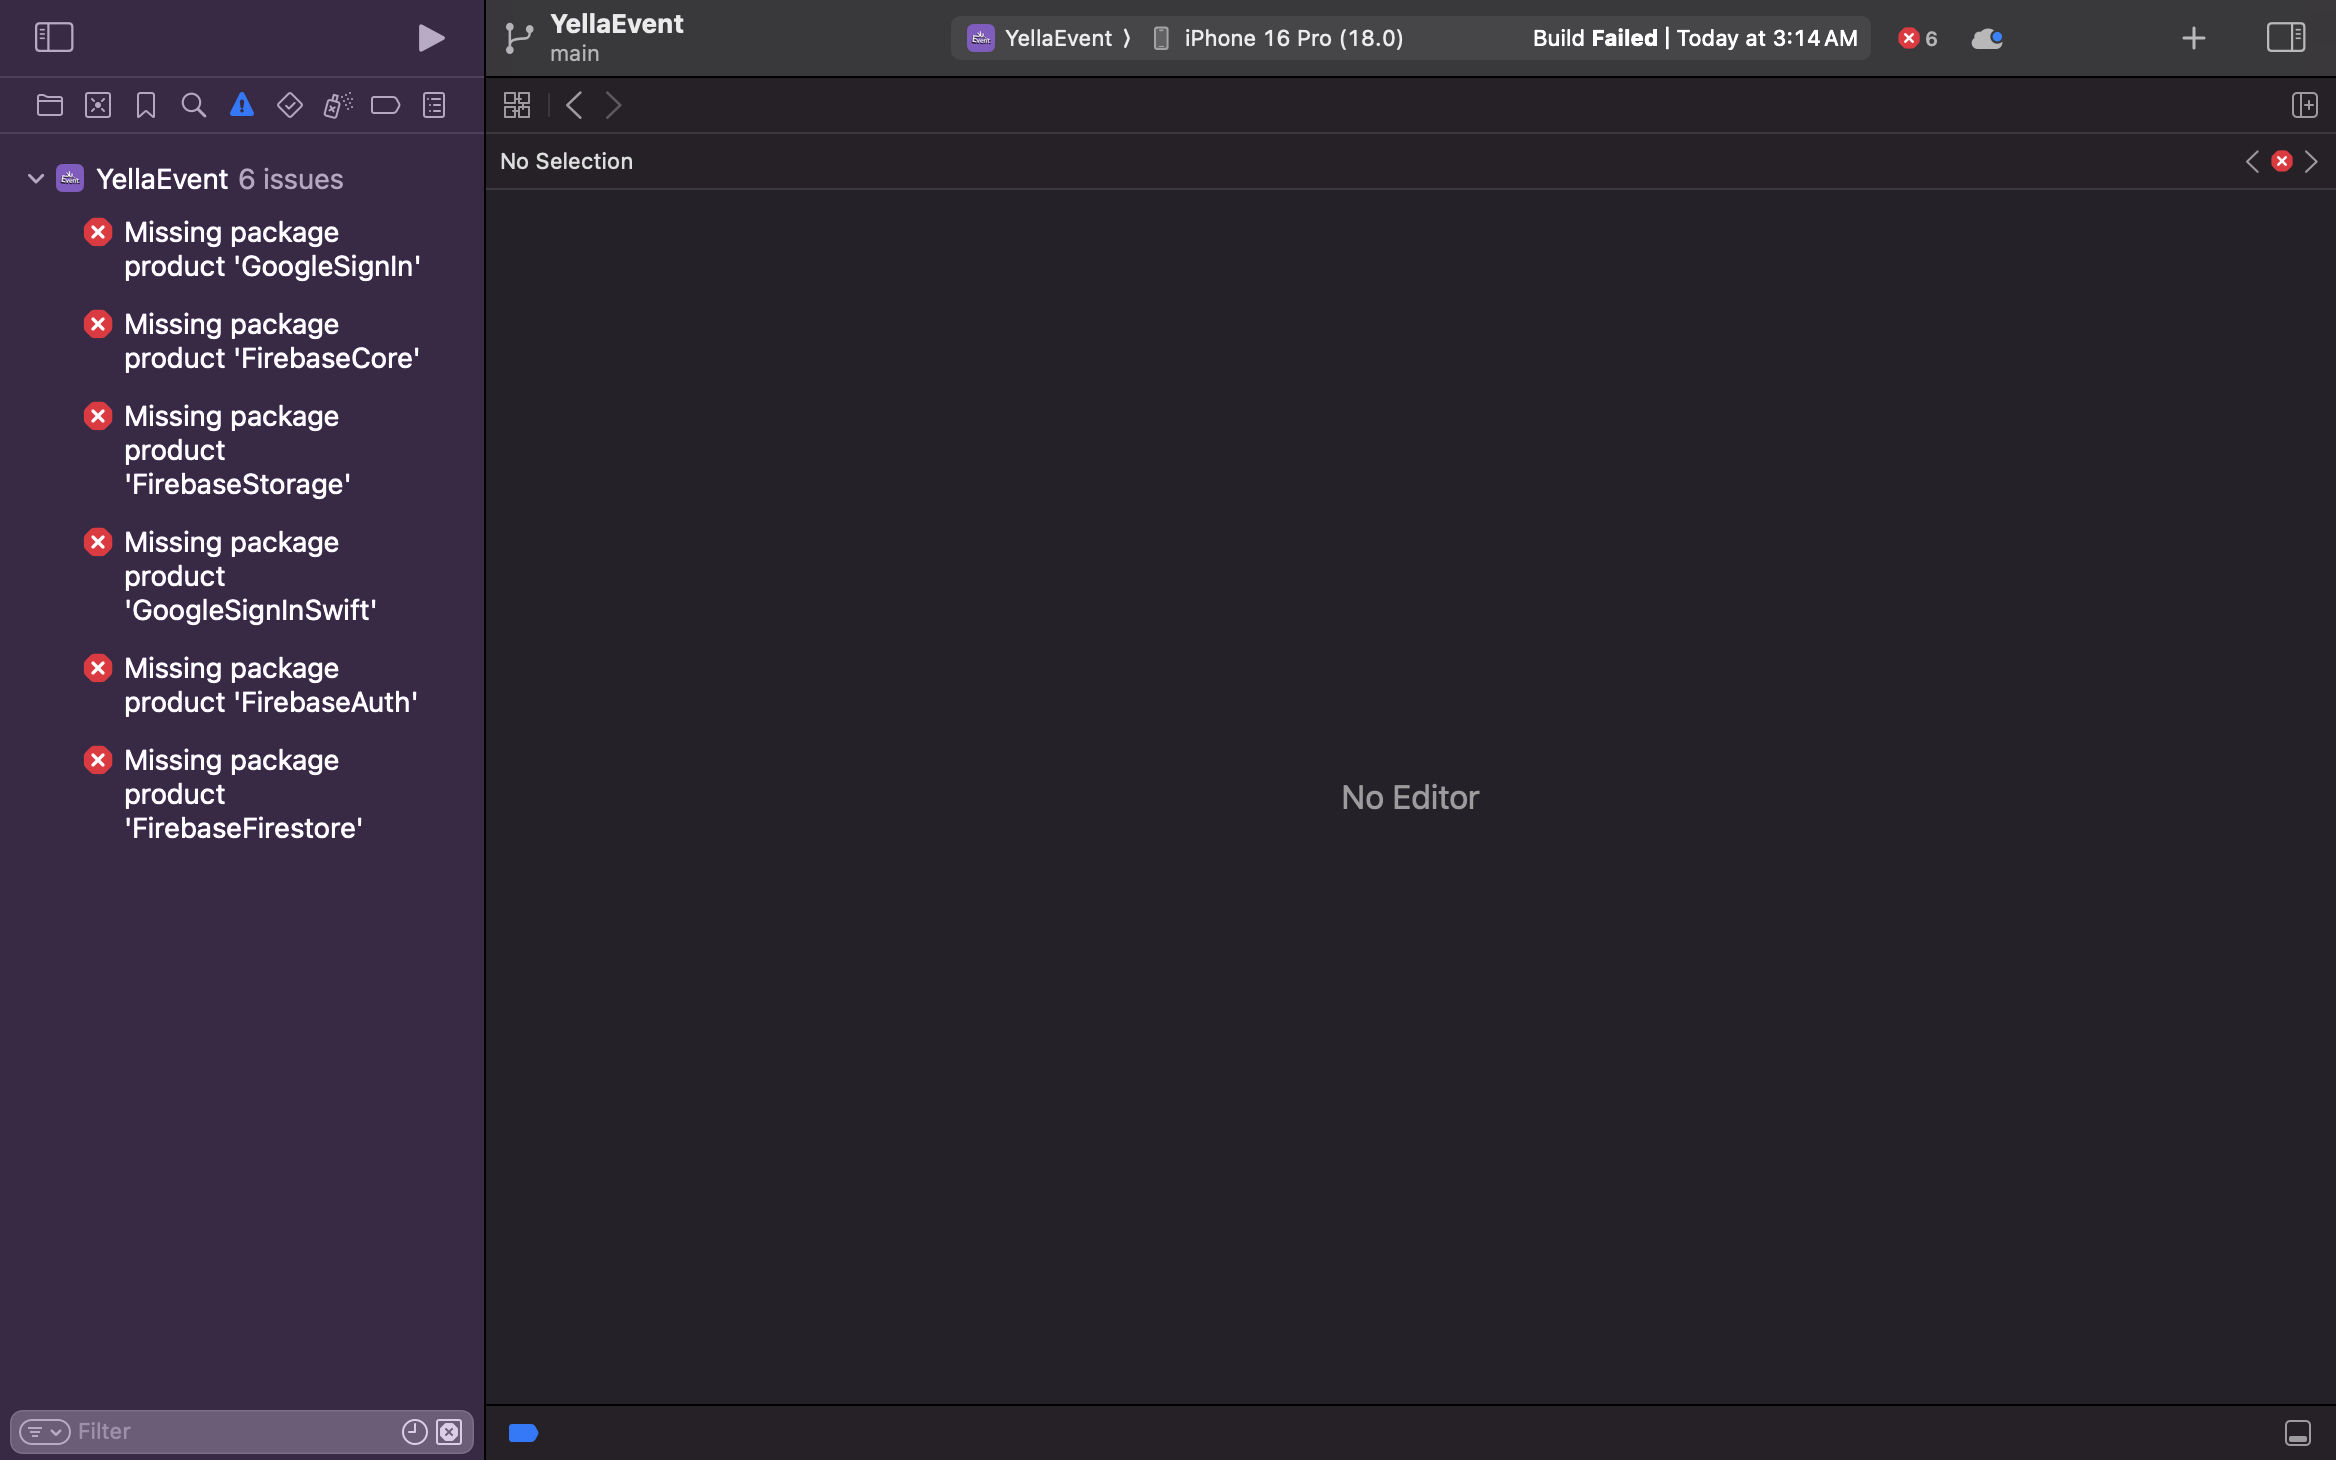 YellaEvent
main
YellaEvent
iPhone 16 Pro (18.0)
Build Failed | Today at 3:14 AM
6
No Selection
YellaEvent 6 issues
Missing package
product 'GoogleSignIn'
Missing package
product 'FirebaseCore'
Missing package
product
'FirebaseStorage'
Missing package
product
'GoogleSignInSwift'
Missing package
product 'FirebaseAuth'
Missing package
product
'FirebaseFirestore'
No Editor
Filter